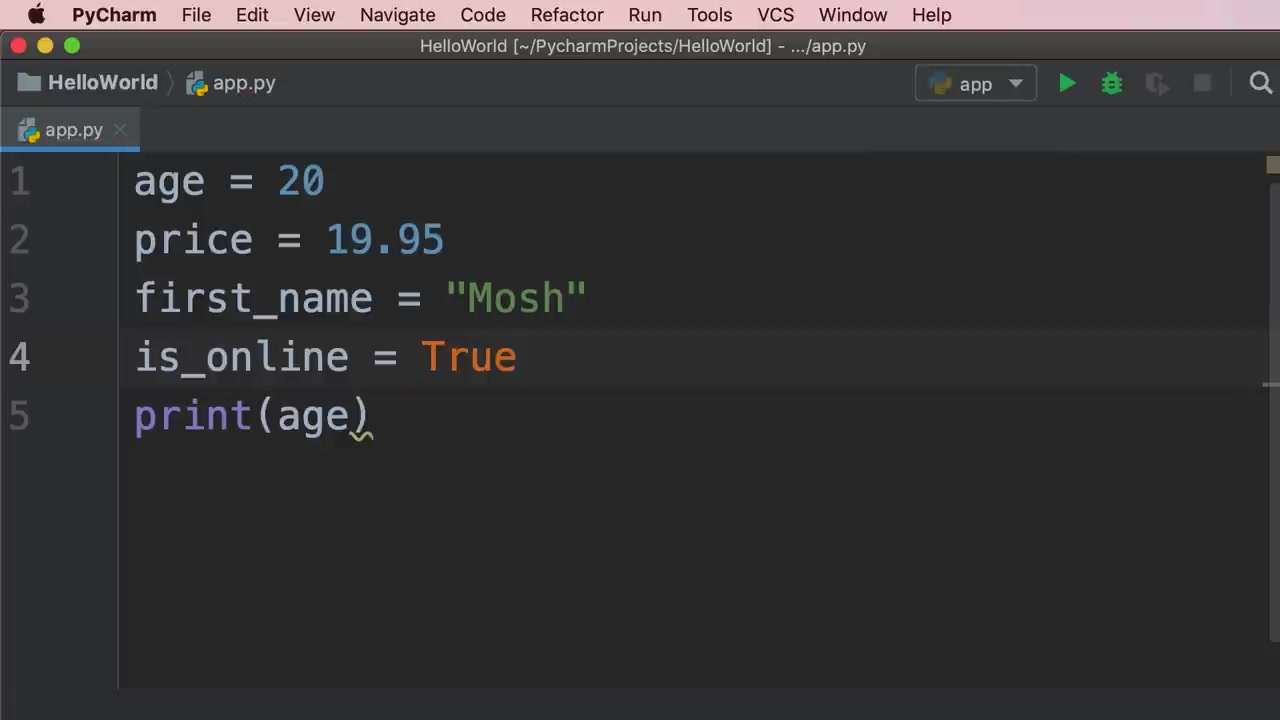 PyCharm File Edit View Navigate Code Refactor Run Tools VCS Window Help
HelloWorld [~/PycharmProjects/HelloWorld] - .../app.py
HelloWorld app.py app
app.py
1 age = 20
2 price = 19.95
3 first_name = "Mosh"
4 is_online = True
5 print(age)